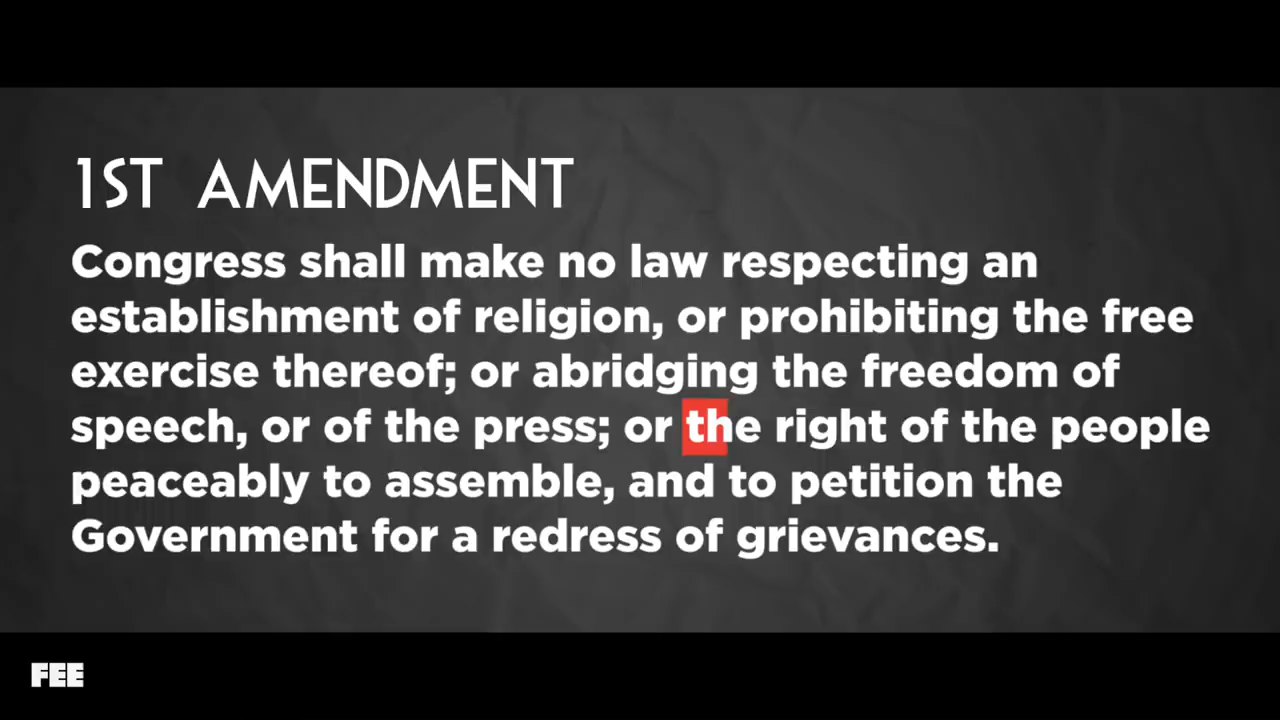 1ST AMENDMENT
Congress shall make no law respecting an
establishment of religion, or prohibiting the free
exercise thereof; or abridging the freedom of
speech, or of the press; or the right of the people
peaceably to assemble, and to petition the
Government for a redress of grievances.
FEE